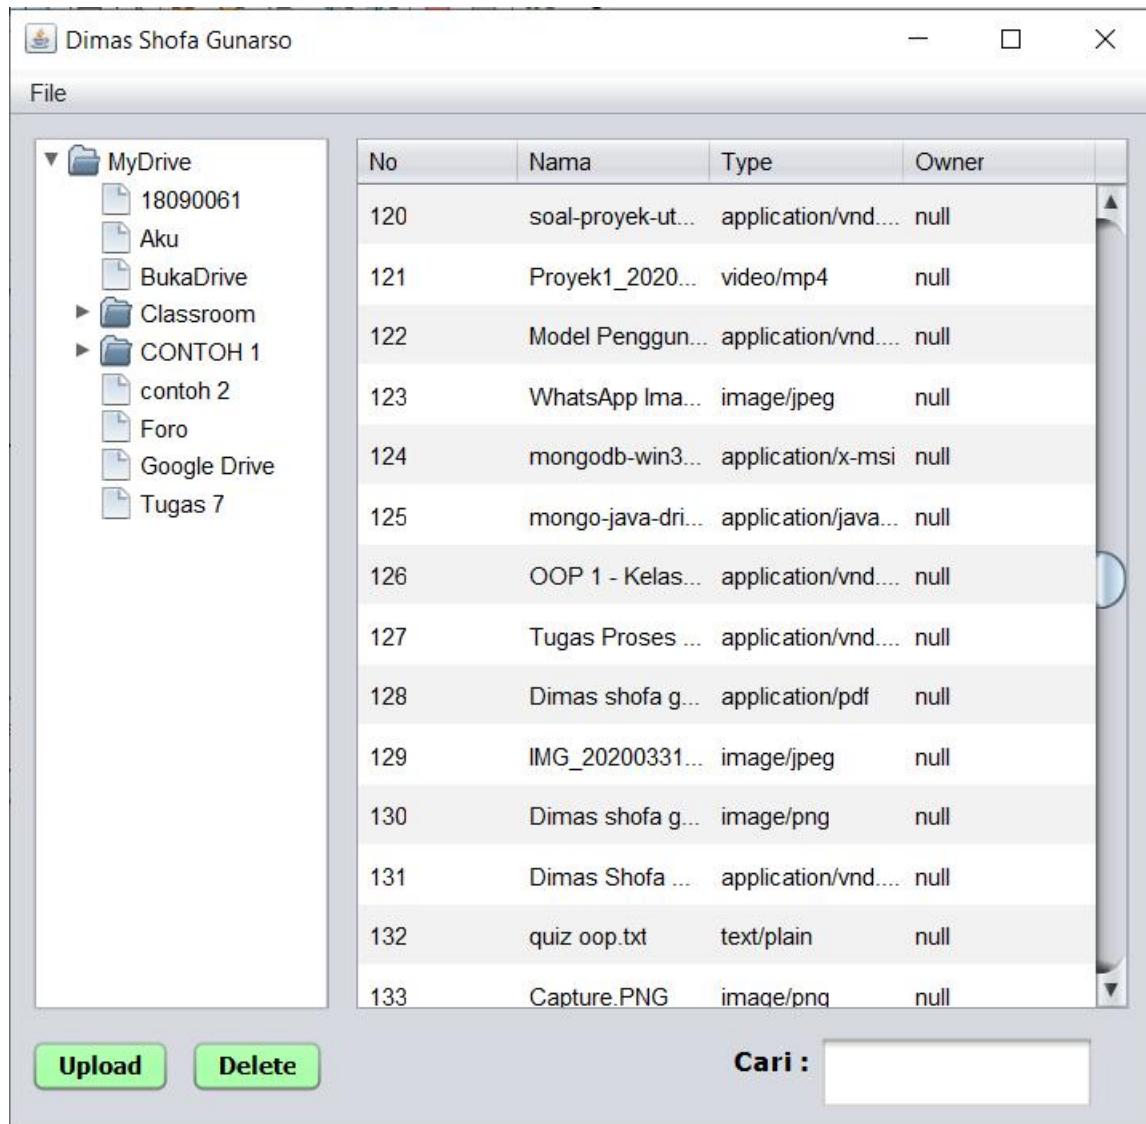 Dimas Shofa Gunarso
File
MyDrive
18090061
Aku
BukaDrive
Classroom
CONTOH 1
contoh 2
Foro
Google Drive
Tugas 7
No Nama Type Owner
120 soal-proyek-ut... application/vnd.... null
121 Proyek1_2020... video/mp4 null
122 Model Penggun... application/vnd.... null
123 WhatsApp Ima... image/jpeg null
124 mongodb-win3... application/x-msi null
125 mongo-java-dri... application/java... null
126 OOP 1 - Kelas... application/vnd.... null
127 Tugas Proses ... application/vnd.... null
128 Dimas shofa g... application/pdf null
129 IMG_20200331... image/jpeg null
130 Dimas shofa g... image/png null
131 Dimas Shofa ... application/vnd.... null
132 quiz oop.txt text/plain null
133 Capture.PNG image/png null
Upload Delete Cari :